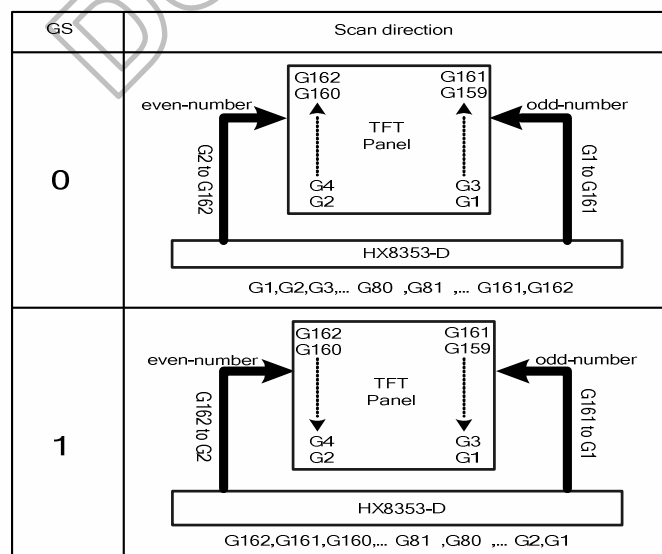 GS
Scan direction
0
G162
G160
G161
G159
even-number
odd-number
TFT
Panel
G2 to G162
G1 to G161
G4
G2
G3
G1
HX8353-D
G1,G2,G3,... G80 ,G81 ,... G161,G162
1
G162
G160
G161
G159
even-number
odd-number
TFT
Panel
G162 to G2
G161 to G1
G4
G2
G3
G1
HX8353-D
G162,G161,G160,... G81 ,G80 ,... G2,G1